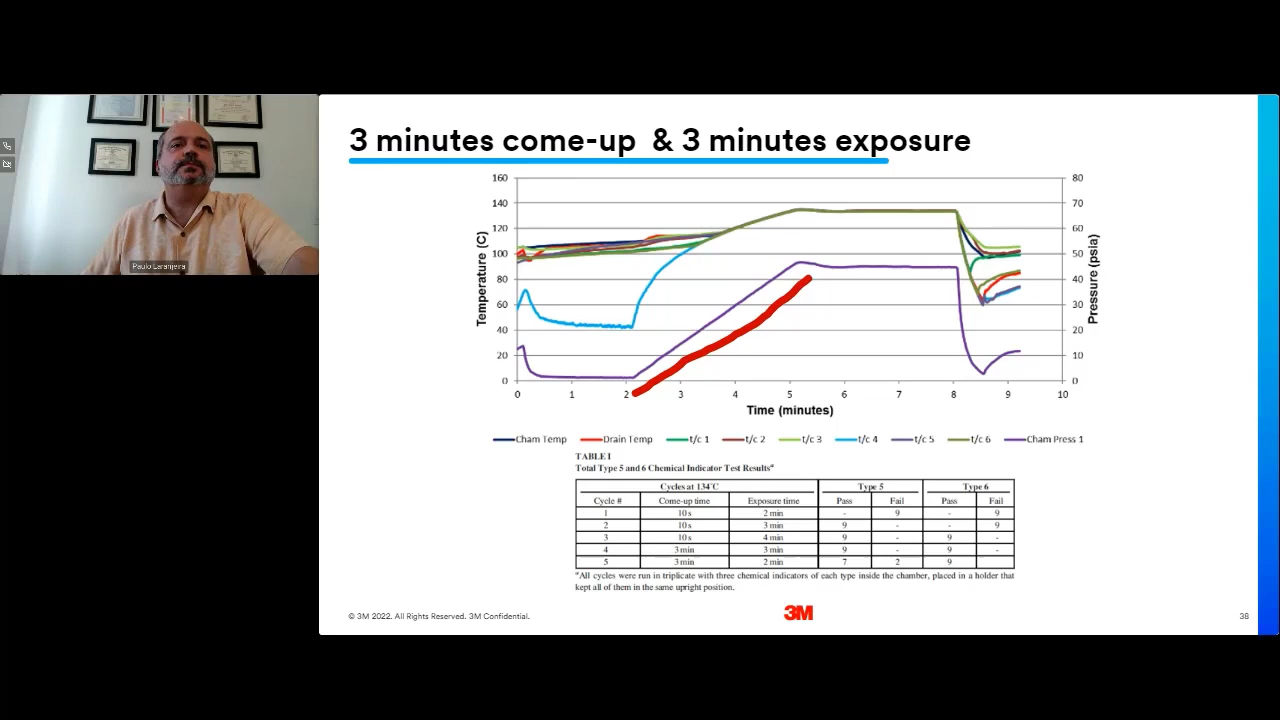 3 minutes come-up & 3 minutes exposure
160
140
120
100
80
60
40
20
0
80
70
60
50
40
30
20
10
0
Temperature (C)
Pressure (psia)
0 1 2 3 4 5 6 7 8 9 10
Time (minutes)
Cham Temp Drain Temp t/c 1 t/c 2 t/c 3 t/c 4 t/c 5 t/c 6 Cham Press 1
Paulo Laranjeira
TABLE I
Total Type 5 and 6 Chemical Indicator Test Resultsª
Cycles at 134°C Type 5 Type 6
Cycle # Come-up time Exposure time Pass Fail Pass Fail
1 10 s 2 min - 9 - 9
2 10 s 3 min 9 - - 9
3 10 s 4 min 9 - 9 -
4 3 min 3 min 9 - 9 -
5 3 min 2 min 7 2 9
ªAll cycles were run in triplicate with three chemical indicators of each type inside the chamber, placed in a holder that
kept all of them in the same upright position.
© 3M 2022. All Rights Reserved. 3M Confidential.
3M
38